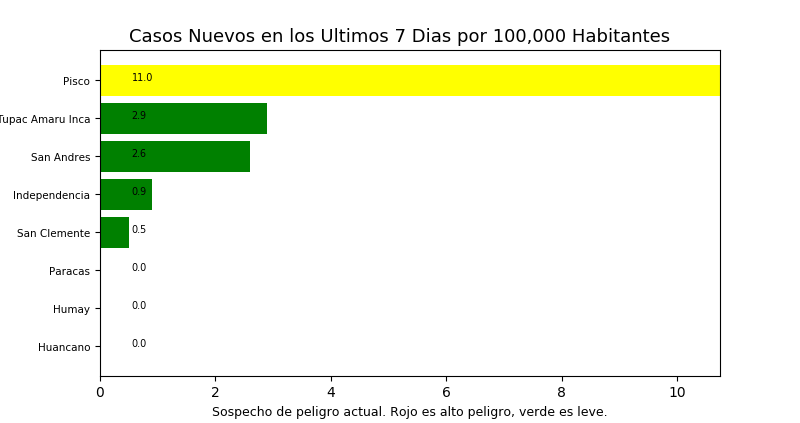 Casos Nuevos en los Ultimos 7 Dias por 100,000 Habitantes
Pisco 11.0
Tupac Amaru Inca 2.9
San Andres 2.6
Independencia 0.9
San Clemente 0.5
Paracas 0.0
Humay 0.0
Huancano 0.0
0 2 4 6 8 10
Sospecho de peligro actual. Rojo es alto peligro, verde es leve.